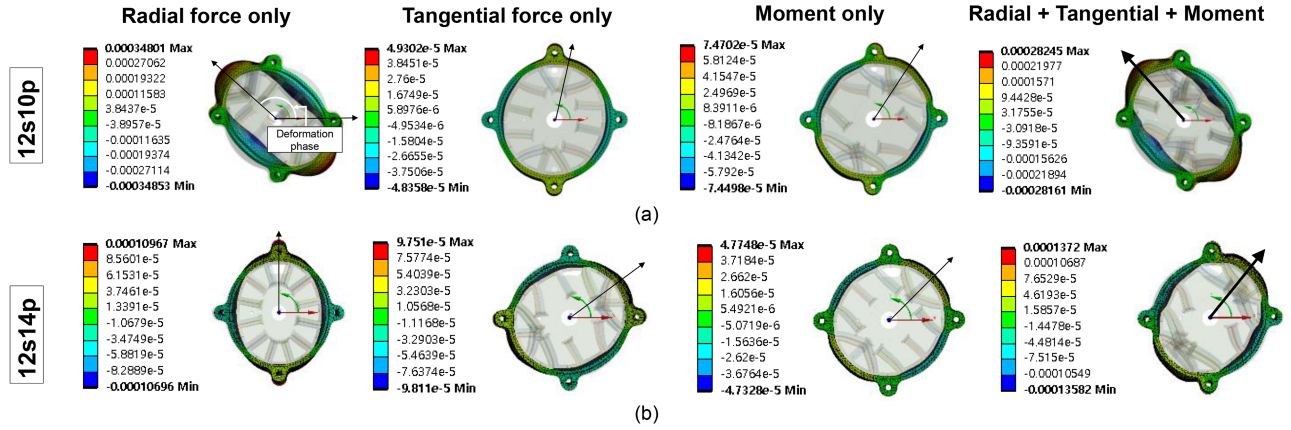 Radial force only
Tangential force only
Moment only
Radial + Tangential + Moment
12s10p
0.00034801 Max
0.00027062
0.00019322
0.00011583
3.8437e-5
-3.8957e-5
-0.00011635
-0.00019374
-0.00027114
-0.00034853 Min
Deformation
phase
4.9302e-5 Max
3.8451e-5
2.76e-5
1.6749e-5
5.8976e-6
-4.9534e-6
-1.5804e-5
-2.6655e-5
-3.7506e-5
-4.8358e-5 Min
7.4702e-5 Max
5.8124e-5
4.1547e-5
2.4969e-5
8.3911e-6
-8.1867e-6
-2.4764e-5
-4.1342e-5
-5.792e-5
-7.4498e-5 Min
0.00028245 Max
0.00021977
0.0001571
9.4428e-5
3.1755e-5
-3.0918e-5
-9.3591e-5
-0.00015626
-0.00021894
-0.00028161 Min
(a)
12s14p
0.00010967 Max
8.5601e-5
6.1531e-5
3.7461e-5
1.3391e-5
-1.0679e-5
-3.4749e-5
-5.8819e-5
-8.2889e-5
-0.00010696 Min
9.751e-5 Max
7.5774e-5
5.4039e-5
3.2303e-5
1.0568e-5
-1.1168e-5
-3.2903e-5
-5.4639e-5
-7.6374e-5
-9.811e-5 Min
4.7748e-5 Max
3.7184e-5
2.662e-5
1.6056e-5
5.4921e-6
-5.0719e-6
-1.5636e-5
-2.62e-5
-3.6764e-5
-4.7328e-5 Min
0.0001372 Max
0.00010687
7.6529e-5
4.6193e-5
1.5857e-5
-1.4478e-5
-4.4814e-5
-7.515e-5
-0.00010549
-0.00013582 Min
(b)